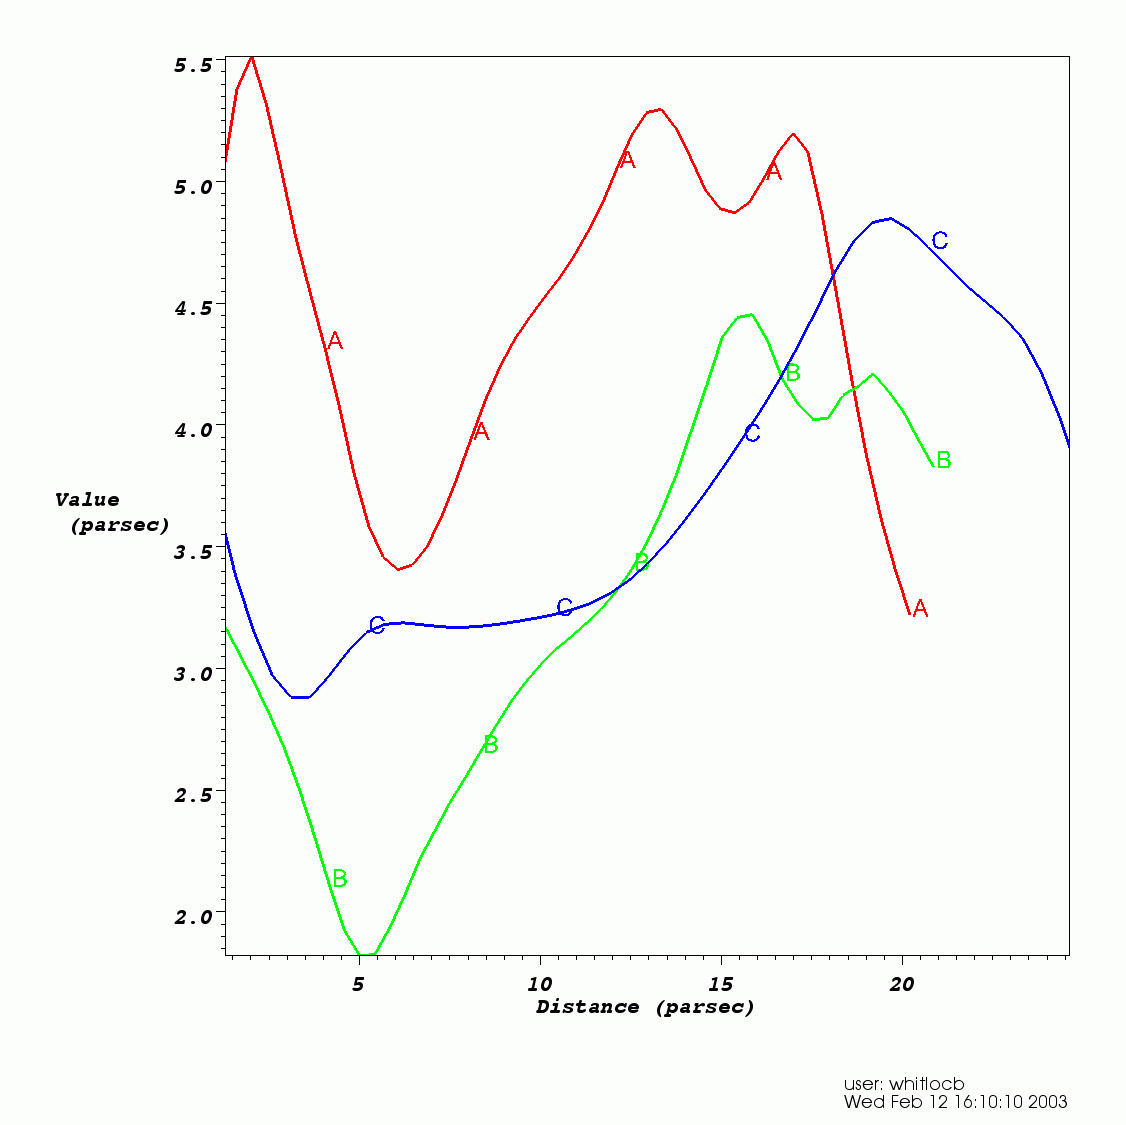 5.5
5.0
4.5
4.0
3.5
3.0
2.5
2.0
Value
(parsec)
A
A
A
A
A
B
B
B
B
B
C
C
C
C
5
10
15
20
Distance (parsec)
user: whitlocb
Wed Feb 12 16:10:10 2003